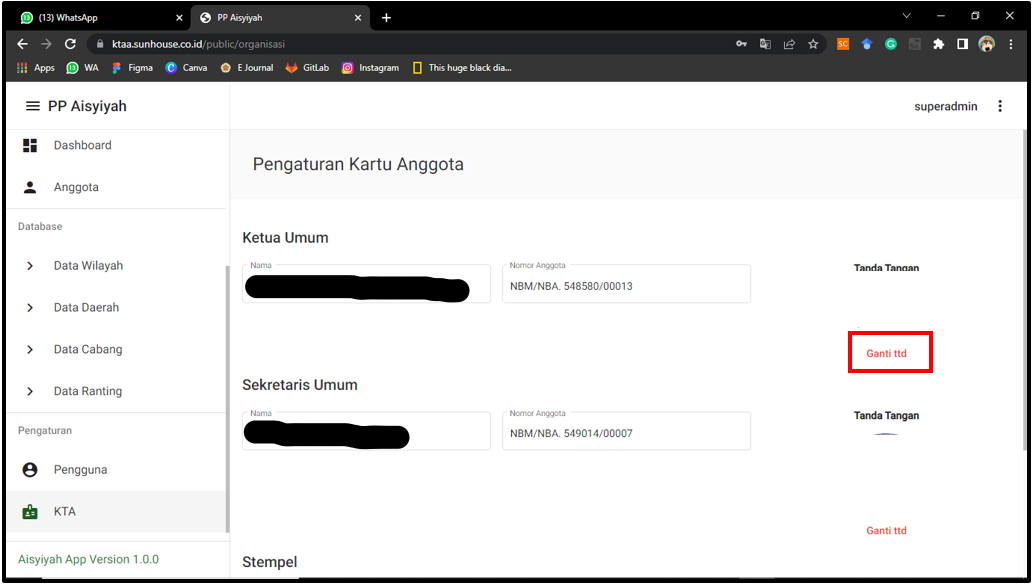 (13) WhatsApp
PP Aisyiyah
ktaa.sunhouse.co.id/public/organisasi
SC
Apps
WA
Figma
Canva
E Journal
GitLab
Instagram
This huge black dia...
PP Aisyiyah
superadmin
Dashboard
Anggota
Database
Data Wilayah
Data Daerah
Data Cabang
Data Ranting
Pengaturan
Pengguna
KTA
Aisyiyah App Version 1.0.0
Pengaturan Kartu Anggota
Ketua Umum
Nama
Nomor Anggota
NBM/NBA. 548580/00013
Tanda Tangan
Ganti ttd
Sekretaris Umum
Nama
Nomor Anggota
NBM/NBA. 549014/00007
Tanda Tangan
Ganti ttd
Stempel